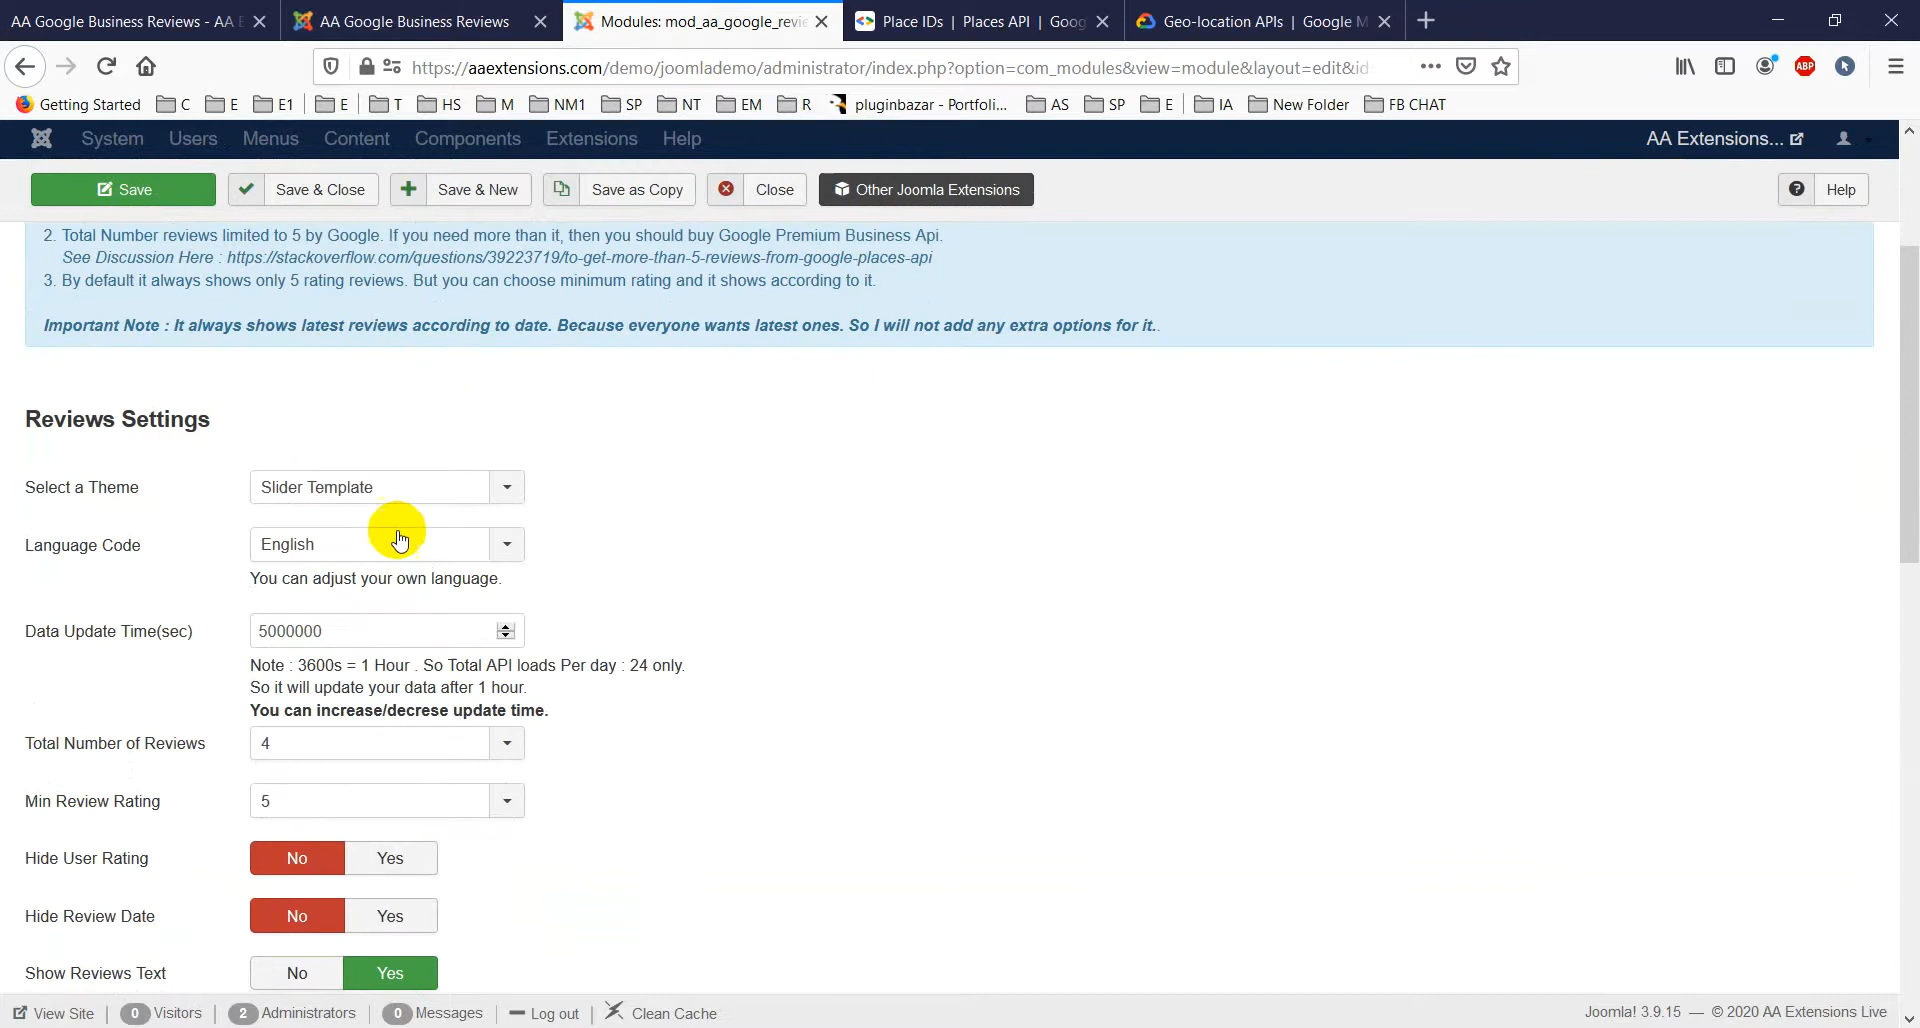 AA Google Business Reviews - AA E
AA Google Business Reviews
Modules: mod_aa_google_revie
Place IDs | Places API | Goog
Geo-location APIs | Google M
https://aaextensions.com/demo/joomlademo/administrator/index.php?option=com_modules&view=module&layout=edit&id
ABP
Getting Started C E E1 E T HS M NM1 SP NT EM R pluginbazar - Portfoli... AS SP E IA New Folder FB CHAT
System Users Menus Content Components Extensions Help AA Extensions...
Save Save & Close Save & New Save as Copy Close Other Joomla Extensions Help
2. Total Number reviews limited to 5 by Google. If you need more than it, then you should buy Google Premium Business Api.
See Discussion Here : https://stackoverflow.com/questions/39223719/to-get-more-than-5-reviews-from-google-places-api
3. By default it always shows only 5 rating reviews. But you can choose minimum rating and it shows according to it.
Important Note : It always shows latest reviews according to date. Because everyone wants latest ones. So I will not add any extra options for it..
Reviews Settings
Select a Theme Slider Template
Language Code English
You can adjust your own language.
Data Update Time(sec) 5000000
Note : 3600s = 1 Hour . So Total API loads Per day : 24 only.
So it will update your data after 1 hour.
You can increase/decrese update time.
Total Number of Reviews 4
Min Review Rating 5
Hide User Rating No Yes
Hide Review Date No Yes
Show Reviews Text No Yes
View Site 0 Visitors 2 Administrators 0 Messages Log out Clean Cache Joomla! 3.9.15 — © 2020 AA Extensions Live